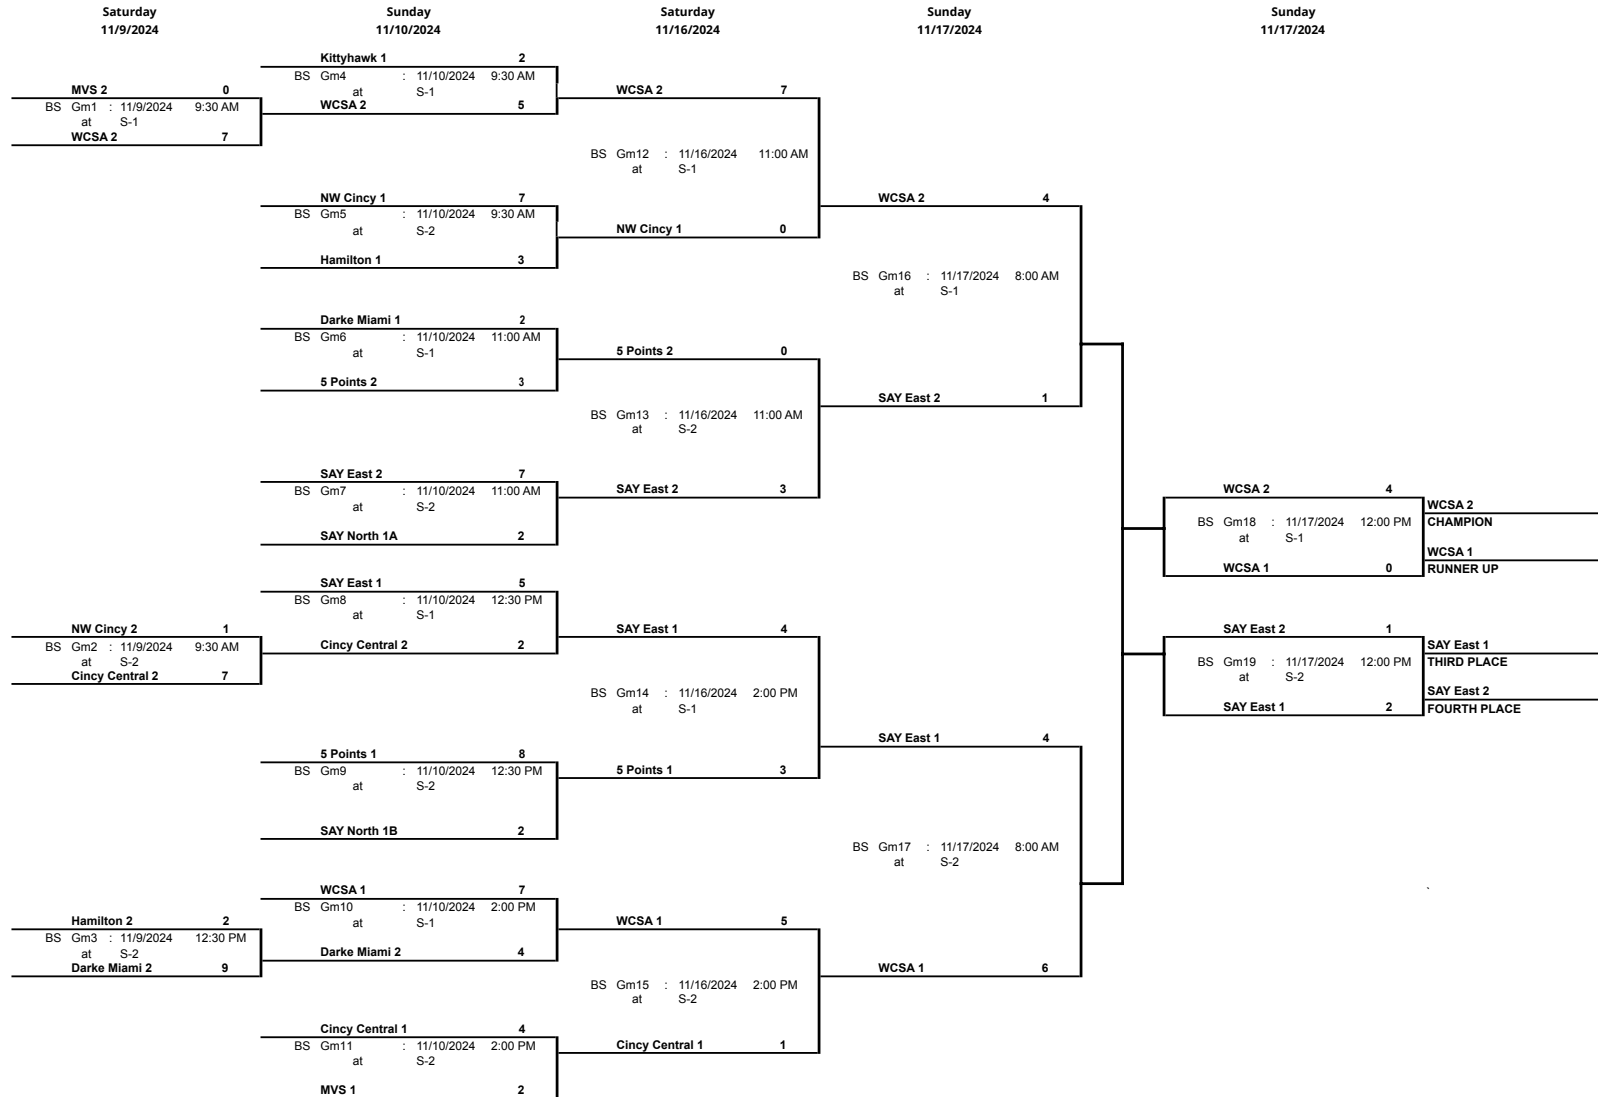 Saturday
11/9/2024
Sunday
11/10/2024
Saturday
11/16/2024
Sunday
11/17/2024
Sunday
11/17/2024
MVS 2 0
BS Gm1 : 11/9/2024 9:30 AM
at S-1
WCSA 2 7
NW Cincy 2 1
BS Gm2 : 11/9/2024 9:30 AM
at S-2
Cincy Central 2 7
Hamilton 2 2
BS Gm3 : 11/9/2024 12:30 PM
at S-2
Darke Miami 2 9
Kittyhawk 1 2
BS Gm4 : 11/10/2024 9:30 AM
at S-1
WCSA 2 5
NW Cincy 1 7
BS Gm5 : 11/10/2024 9:30 AM
at S-2
Hamilton 1 3
Darke Miami 1 2
BS Gm6 : 11/10/2024 11:00 AM
at S-1
5 Points 2 3
SAY East 2 7
BS Gm7 : 11/10/2024 11:00 AM
at S-2
SAY North 1A 2
SAY East 1 5
BS Gm8 : 11/10/2024 12:30 PM
at S-1
Cincy Central 2 2
5 Points 1 8
BS Gm9 : 11/10/2024 12:30 PM
at S-2
SAY North 1B 2
WCSA 1 7
BS Gm10 : 11/10/2024 2:00 PM
at S-1
Darke Miami 2 4
Cincy Central 1 4
BS Gm11 : 11/10/2024 2:00 PM
at S-2
MVS 1 2
WCSA 2 7
BS Gm12 : 11/16/2024 11:00 AM
at S-1
NW Cincy 1 0
5 Points 2 0
BS Gm13 : 11/16/2024 11:00 AM
at S-2
SAY East 2 3
SAY East 1 4
BS Gm14 : 11/16/2024 2:00 PM
at S-1
5 Points 1 3
WCSA 1 5
BS Gm15 : 11/16/2024 2:00 PM
at S-2
Cincy Central 1 1
WCSA 2 4
BS Gm16 : 11/17/2024 8:00 AM
at S-1
SAY East 2 1
SAY East 1 4
BS Gm17 : 11/17/2024 8:00 AM
at S-2
WCSA 1 6
WCSA 2 4
BS Gm18 : 11/17/2024 12:00 PM
at S-1
WCSA 1 0
WCSA 2
CHAMPION
WCSA 1
RUNNER UP
SAY East 2 1
BS Gm19 : 11/17/2024 12:00 PM
at S-2
SAY East 1 2
SAY East 1
THIRD PLACE
SAY East 2
FOURTH PLACE
`